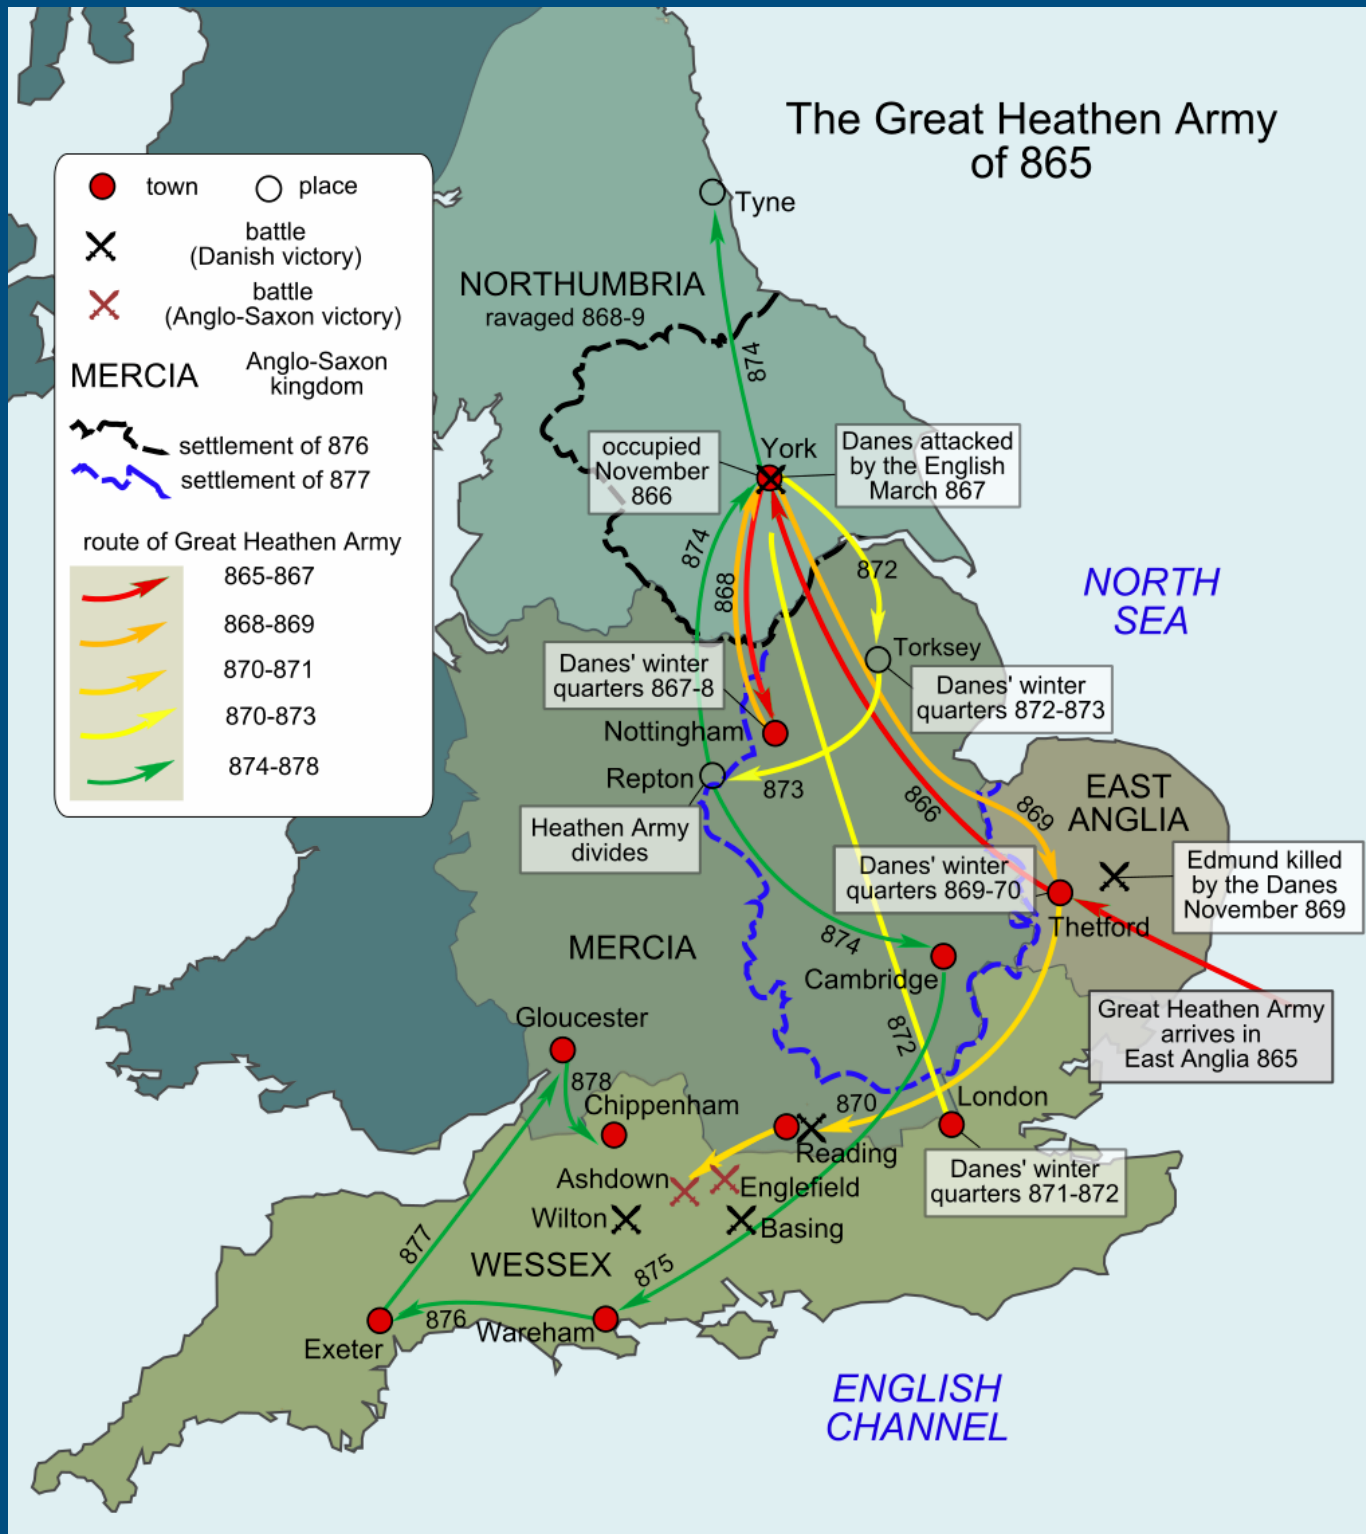 The Great Heathen Army
of 865
town
place
battle
(Danish victory)
battle
(Anglo-Saxon victory)
MERCIA
Anglo-Saxon
kingdom
settlement of 876
settlement of 877
route of Great Heathen Army
865-867
868-869
870-871
870-873
874-878
Tyne
NORTHUMBRIA
ravaged 868-9
874
occupied
November
866
York
Danes attacked
by the English
March 867
874
868
872
NORTH
SEA
Torksey
Danes' winter
quarters 867-8
Danes' winter
quarters 872-873
Nottingham
Repton
873
866
869
EAST
ANGLIA
Heathen Army
divides
Danes' winter
quarters 869-70
Edmund killed
by the Danes
November 869
Thetford
874
MERCIA
Cambridge
Great Heathen Army
arrives in
East Anglia 865
Gloucester
872
878
Chippenham
870
London
Reading
Ashdown
Englefield
Danes' winter
quarters 871-872
Wilton
Basing
877
WESSEX
875
876
Wareham
Exeter
ENGLISH
CHANNEL